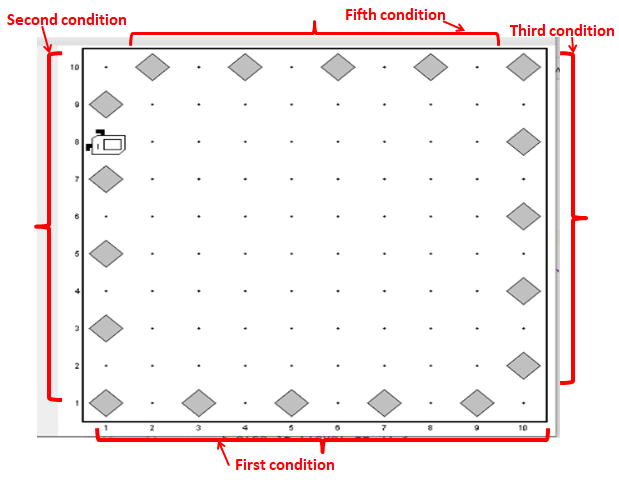 Fifth condition
Second condition
Third condition
10
9
8
7
6
5
4
3
2
1
1 2 3 4 5 6 7 8 9 10
First condition